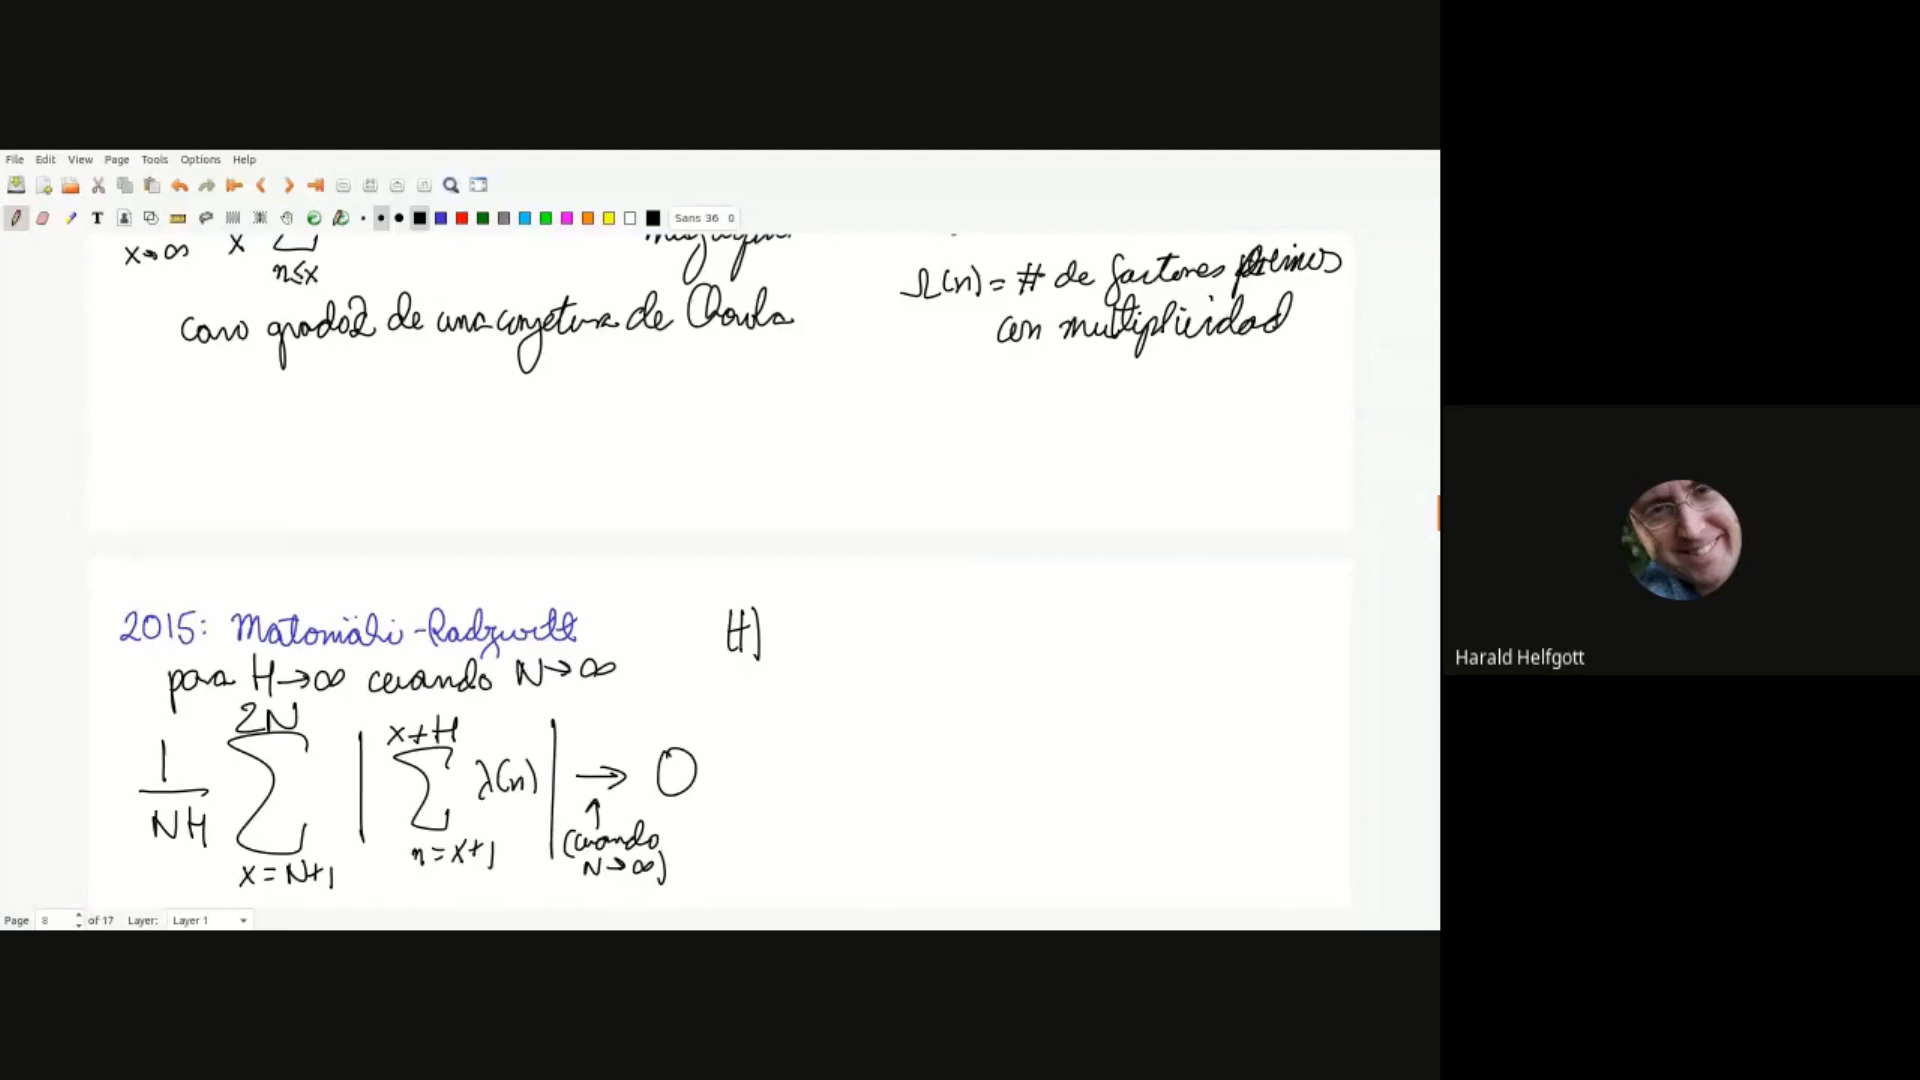 File Edit View Page Tools Options Help
Sans 36 0
x→∞ x ∑
n≤x
caso grado 2 de una conjetura de Chowla
Ω(n) = # de factores primos
con multiplicidad
2015: Matomäki-Radziwiłł
para H→∞ cuando N→∞
1/NH ∑_{x=N+1}^{2N} | ∑_{n=x+1}^{x+H} λ(n) | → 0
↑
(cuando
N→∞)
H)
Page 8 of 17 Layer: Layer 1
Harald Helfgott